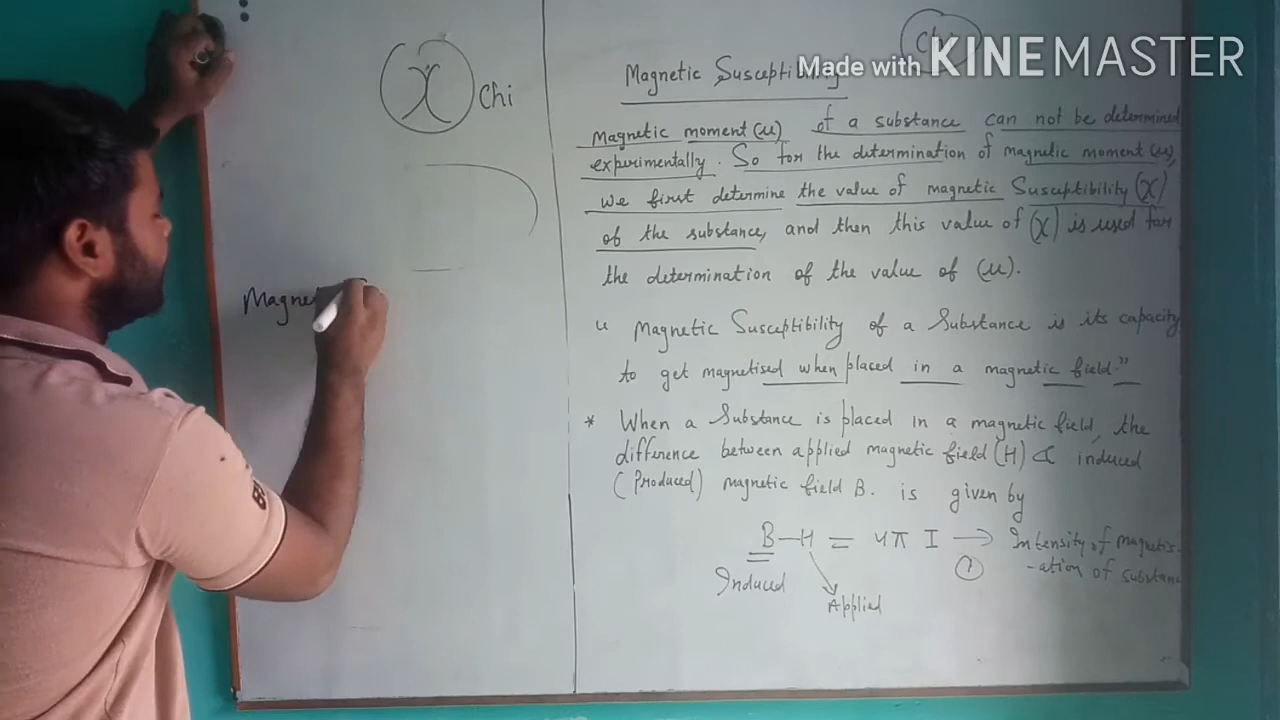 χ chi
Magne
Chi
Made with KINEMASTER
Magnetic Susceptibility
Magnetic moment (μ) of a substance can not be determined
experimentally. So for the determination of magnetic moment (μ),
we first determine the value of magnetic Susceptibility (χ)
of the substance, and then this value of (χ) is used for
the determination of the value of (μ).
" Magnetic Susceptibility of a Substance is its capacity
to get magnetised when placed in a magnetic field."
* When a Substance is placed in a magnetic field, the
difference between applied magnetic field (H) & induced
(Produced) magnetic field B. is given by
B—H = 4π I → Intensity of magnetis-
-ation of substance
Induced
Applied